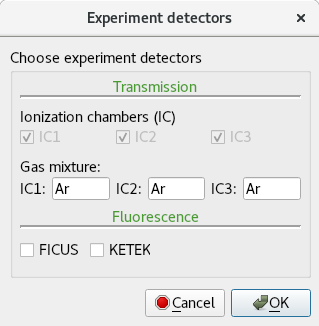 Experiment detectors
Choose experiment detectors
Transmission
Ionization chambers (IC)
IC1 IC2 IC3
Gas mixture:
IC1: Ar IC2: Ar IC3: Ar
Fluorescence
FICUS KETEK
Cancel OK